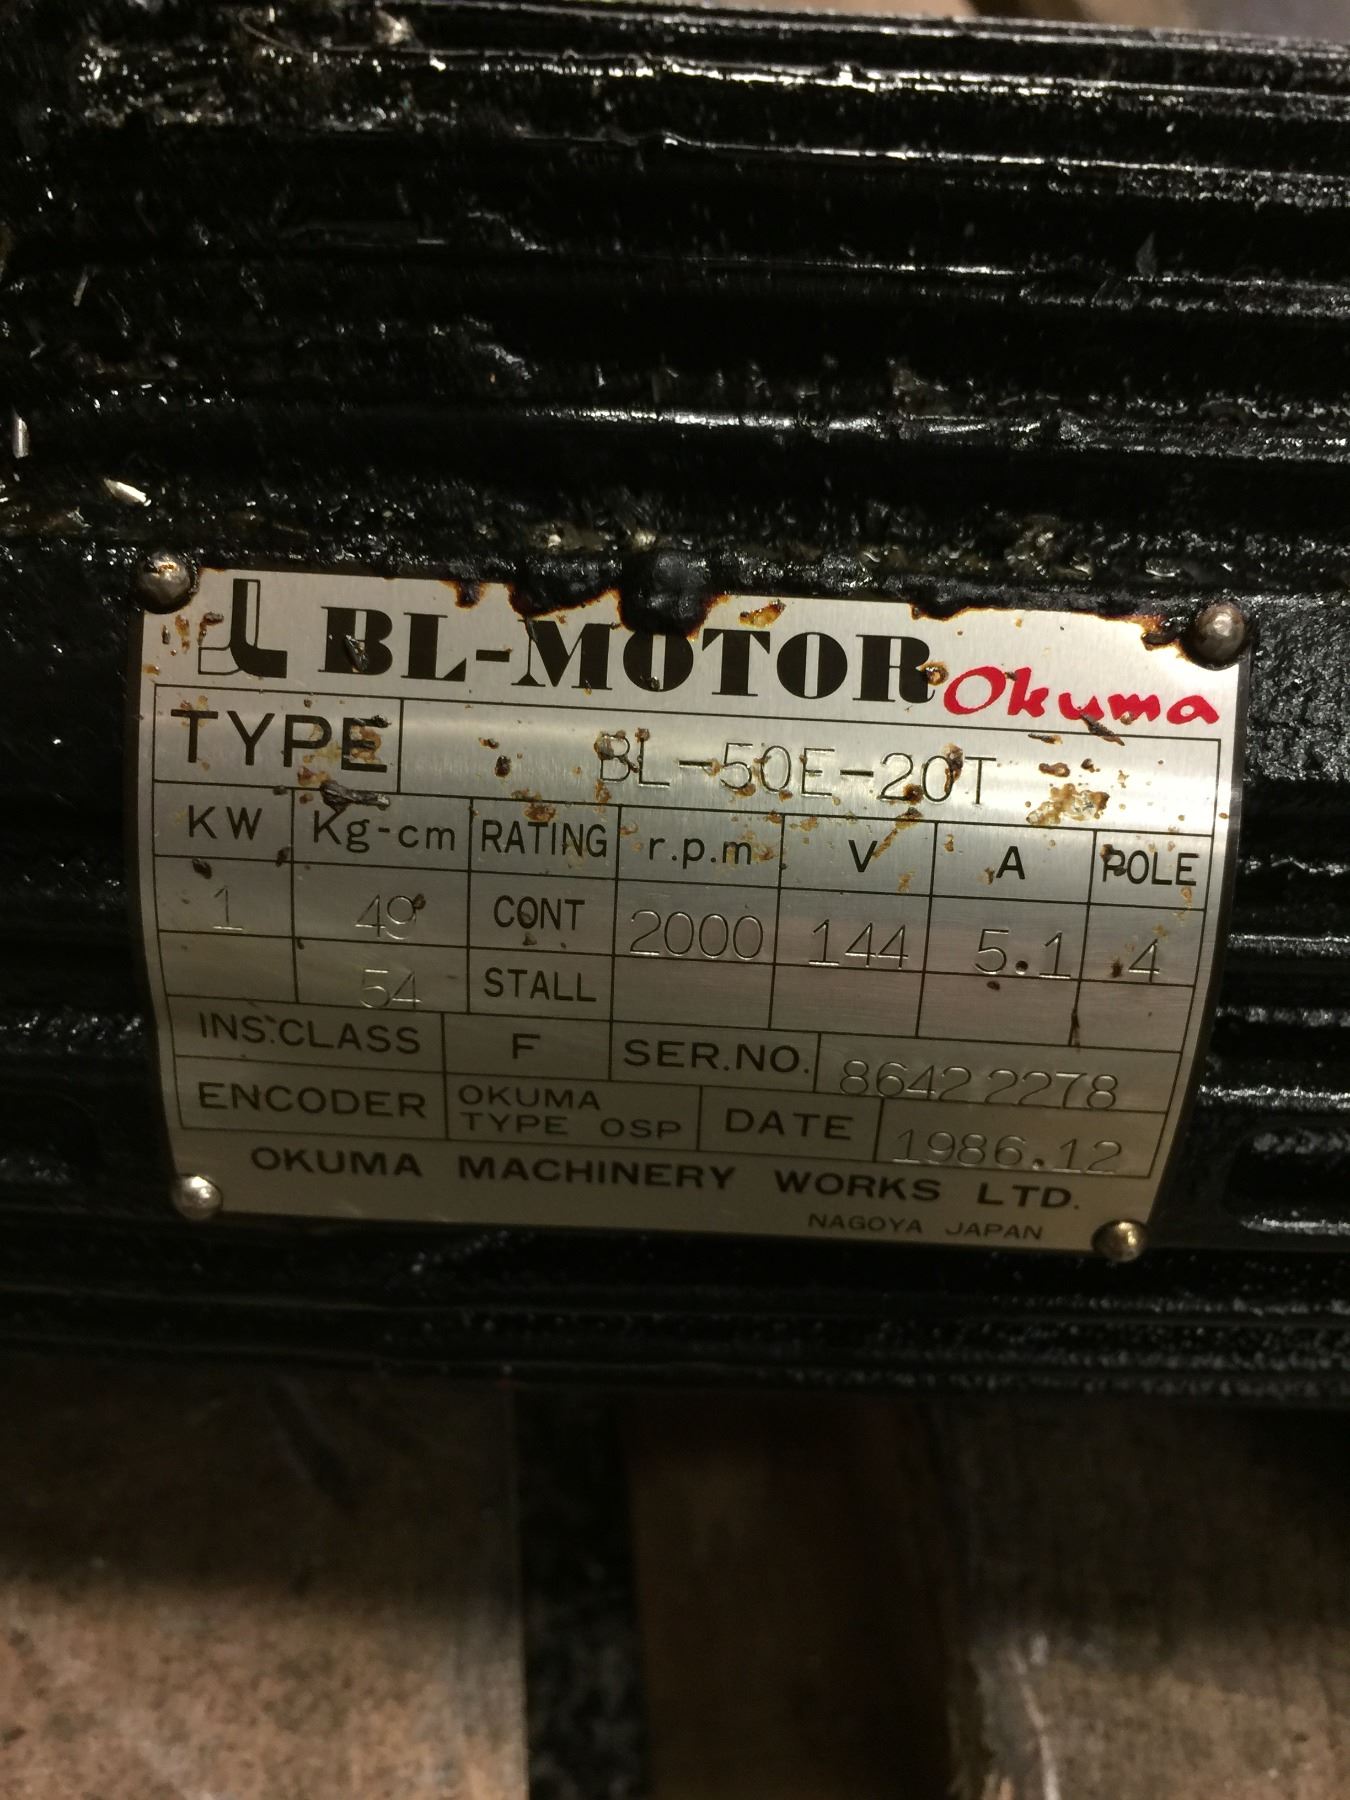 BL BL-MOTOR Okuma
TYPE BL-50E-20T
KW Kg-cm RATING r.p.m V A POLE
1 49 CONT 2000 144 5.1 4
54 STALL
INS.CLASS F SER.NO. 86422278
ENCODER OKUMA TYPE OSP DATE 1986.12
OKUMA MACHINERY WORKS LTD.
NAGOYA JAPAN